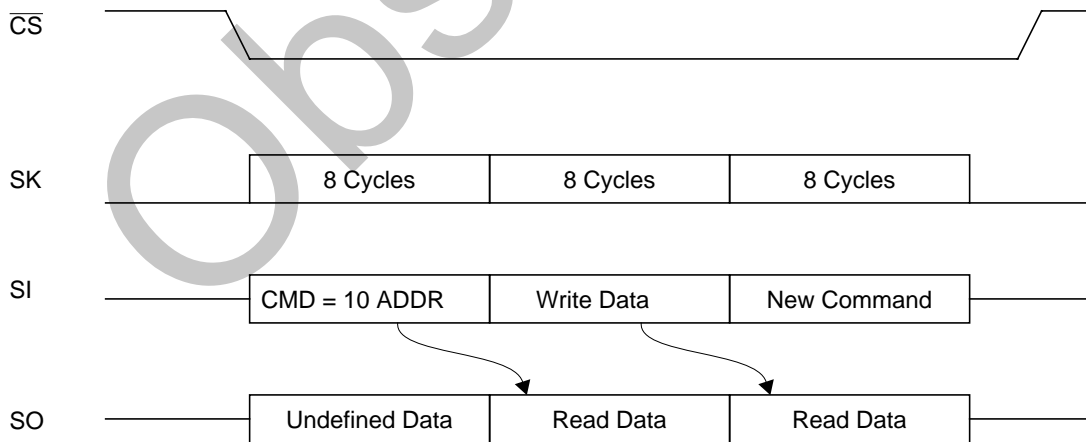 C̅S̅
SK 8 Cycles 8 Cycles 8 Cycles
SI CMD = 10 ADDR Write Data New Command
SO Undefined Data Read Data Read Data
Obs